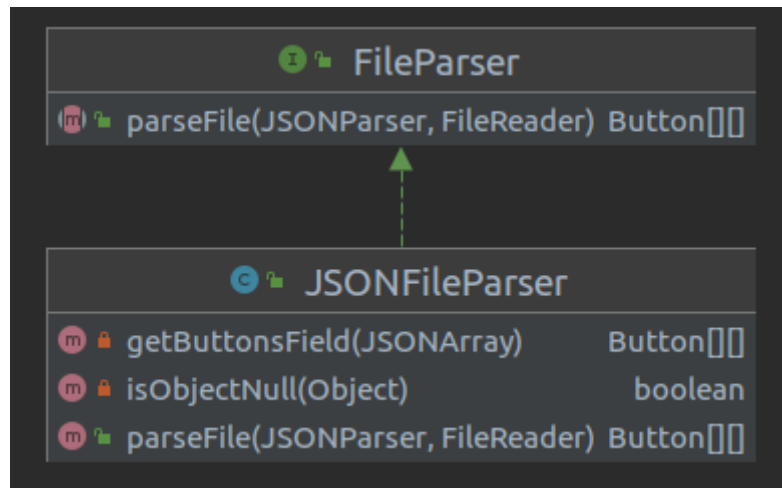 I FileParser
m parseFile(JSONParser, FileReader) Button[][]
C JSONFileParser
m getButtonsField(JSONArray) Button[][]
m isObjectNull(Object) boolean
m parseFile(JSONParser, FileReader) Button[][]